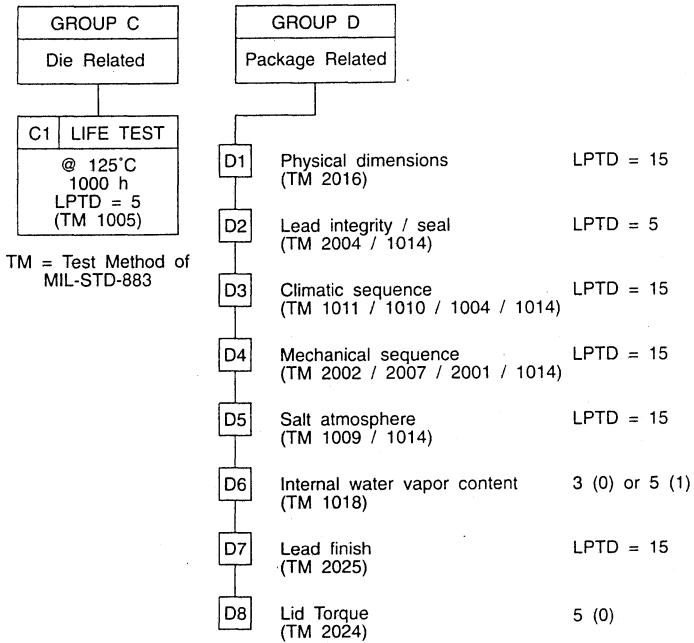 GROUP C
Die Related
C1 LIFE TEST
@ 125°C
1000 h
LPTD = 5
(TM 1005)
TM = Test Method of
MIL-STD-883
GROUP D
Package Related
D1 Physical dimensions LPTD = 15
(TM 2016)
D2 Lead integrity / seal LPTD = 5
(TM 2004 / 1014)
D3 Climatic sequence LPTD = 15
(TM 1011 / 1010 / 1004 / 1014)
D4 Mechanical sequence LPTD = 15
(TM 2002 / 2007 / 2001 / 1014)
D5 Salt atmosphere LPTD = 15
(TM 1009 / 1014)
D6 Internal water vapor content 3 (0) or 5 (1)
(TM 1018)
D7 Lead finish LPTD = 15
(TM 2025)
D8 Lid Torque 5 (0)
(TM 2024)